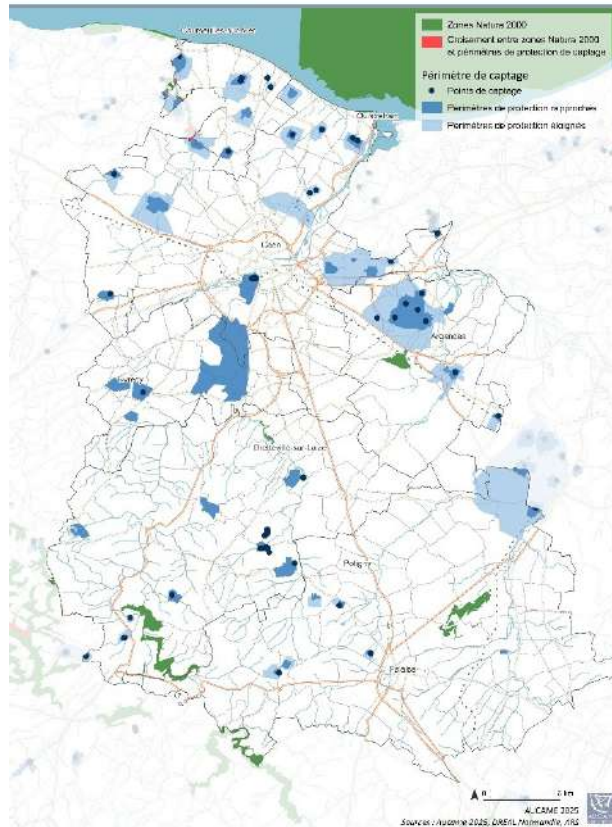 Zones Natura 2000
Croisement entre zones Natura 2000
et périmètres de protection de captage
Périmètre de captage
Points de captage
Périmètres de protection rapprochés
Périmètres de protection éloignés
Ouistreham
Caen
Argences
Evrecy
Bretteville-sur-Laize
Potigny
Falaise
AUCAME 2025
Sources : Aucame 2025, DREAL Normandie, ARS